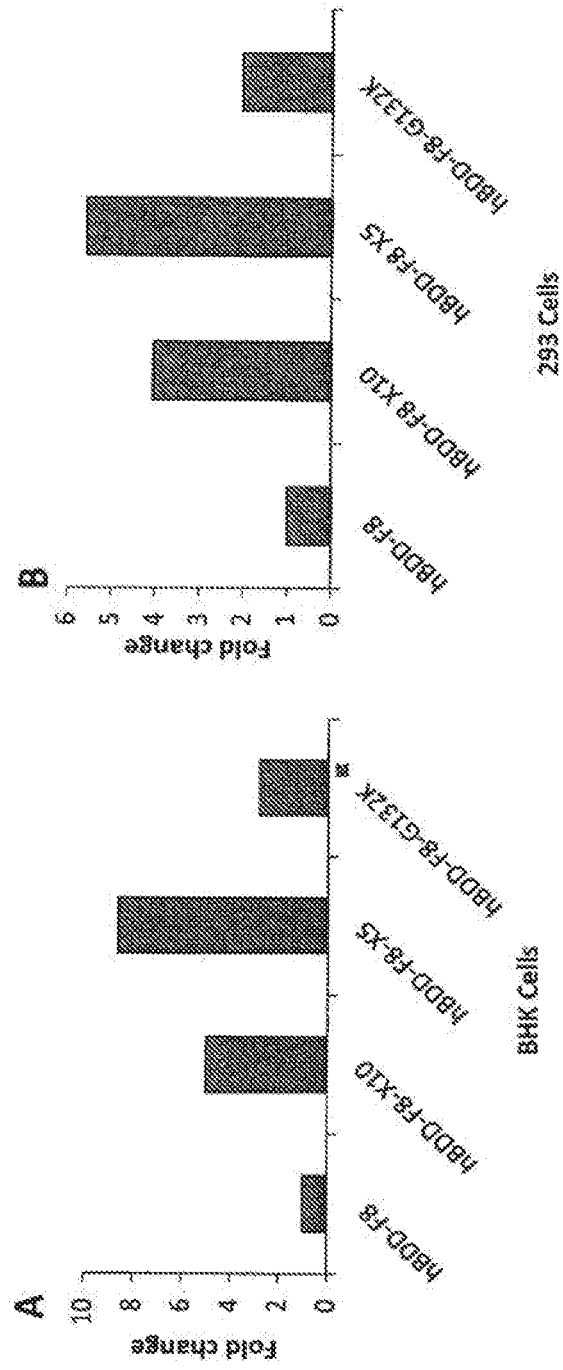 A
Fold change
10
8
6
4
2
0
hBDD-F8
hBDD-F8-X10
hBDD-F8-X5
hBDD-F8-G132K
BHK Cells
B
Fold change
6
5
4
3
2
1
0
hBDD-F8
hBDD-F8 X10
hBDD-F8 X5
hBDD-F8-G132K
293 Cells